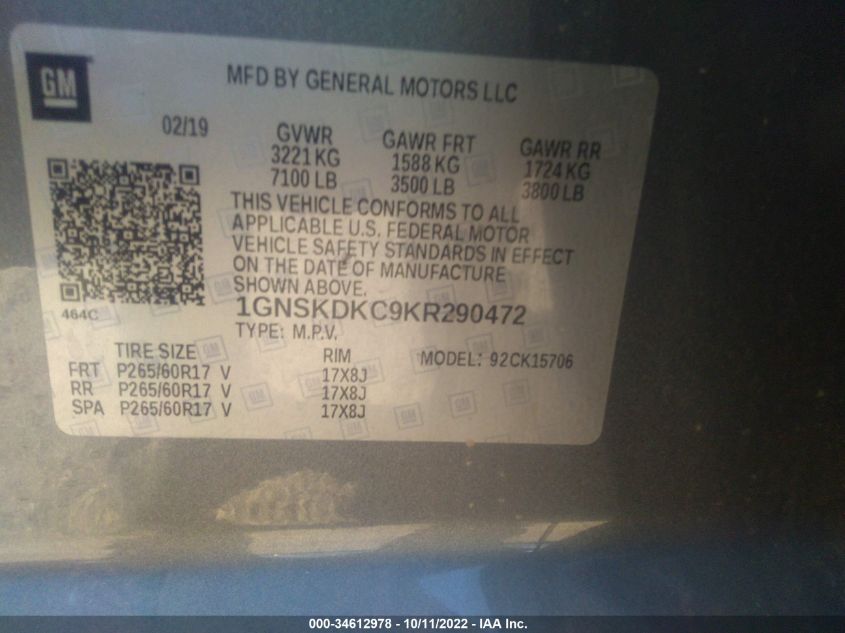 GM
MFD BY GENERAL MOTORS LLC
02/19
GVWR
3221 KG
7100 LB
GAWR FRT
1588 KG
3500 LB
GAWR RR
1724 KG
3800 LB
THIS VEHICLE CONFORMS TO ALL
APPLICABLE U.S. FEDERAL MOTOR
VEHICLE SAFETY STANDARDS IN EFFECT
ON THE DATE OF MANUFACTURE
SHOWN ABOVE.
464C
1GNSKDKC9KR290472
TYPE: M.P.V.
MODEL: 92CK15706
TIRE SIZE RIM
FRT P265/60R17 V 17X8J
RR P265/60R17 V 17X8J
SPA P265/60R17 V 17X8J
000-34612978 - 10/11/2022 - IAA Inc.